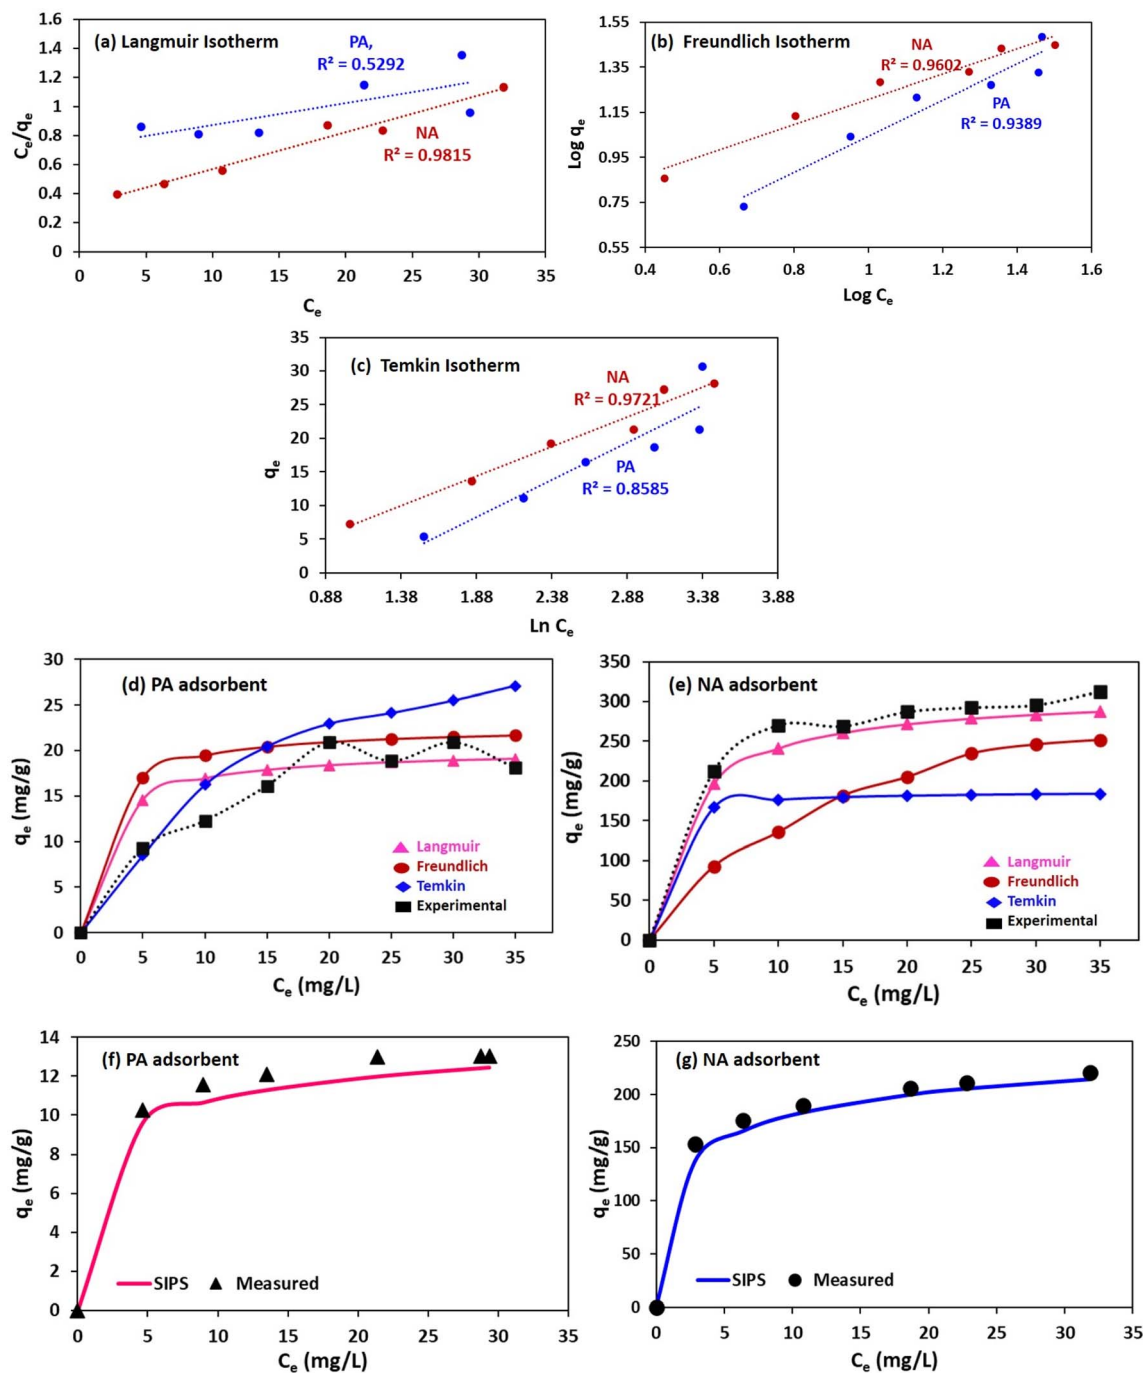 (a) Langmuir Isotherm
PA,
R² = 0.5292
NA
R² = 0.9815
Cₑ/qₑ
1.6
1.4
1.2
1
0.8
0.6
0.4
0.2
0
0 5 10 15 20 25 30 35
Cₑ
(b) Freundlich Isotherm
NA
R² = 0.9602
PA
R² = 0.9389
Log qₑ
1.55
1.35
1.15
0.95
0.75
0.55
0.4 0.6 0.8 1 1.2 1.4 1.6
Log Cₑ
(c) Temkin Isotherm
NA
R² = 0.9721
PA
R² = 0.8585
qₑ
35
30
25
20
15
10
5
0
0.88 1.38 1.88 2.38 2.88 3.38 3.88
Ln Cₑ
(d) PA adsorbent
qₑ (mg/g)
30
25
20
15
10
5
0
Langmuir
Freundlich
Temkin
Experimental
0 5 10 15 20 25 30 35
Cₑ (mg/L)
(e) NA adsorbent
qₑ (mg/g)
350
300
250
200
150
100
50
0
Langmuir
Freundlich
Temkin
Experimental
0 5 10 15 20 25 30 35
Cₑ (mg/L)
(f) PA adsorbent
qₑ (mg/g)
14
12
10
8
6
4
2
0
SIPS Measured
0 5 10 15 20 25 30 35
Cₑ (mg/L)
(g) NA adsorbent
qₑ (mg/g)
250
200
150
100
50
0
SIPS Measured
0 5 10 15 20 25 30 35
Cₑ (mg/L)